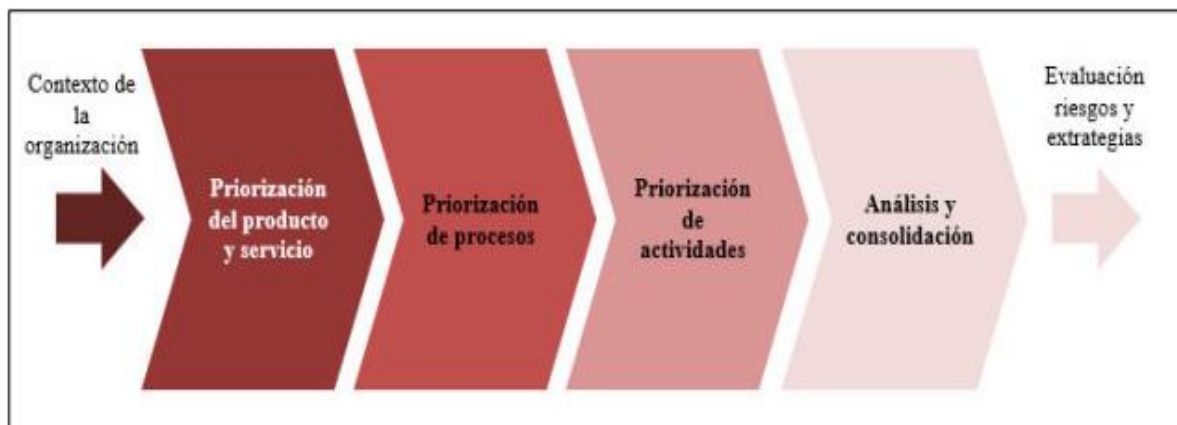 Contexto de
la
organización
Priorización
del producto
y servicio
Priorización
de procesos
Priorización
de
actividades
Análisis y
consolidación
Evaluación
riesgos y
extrategias